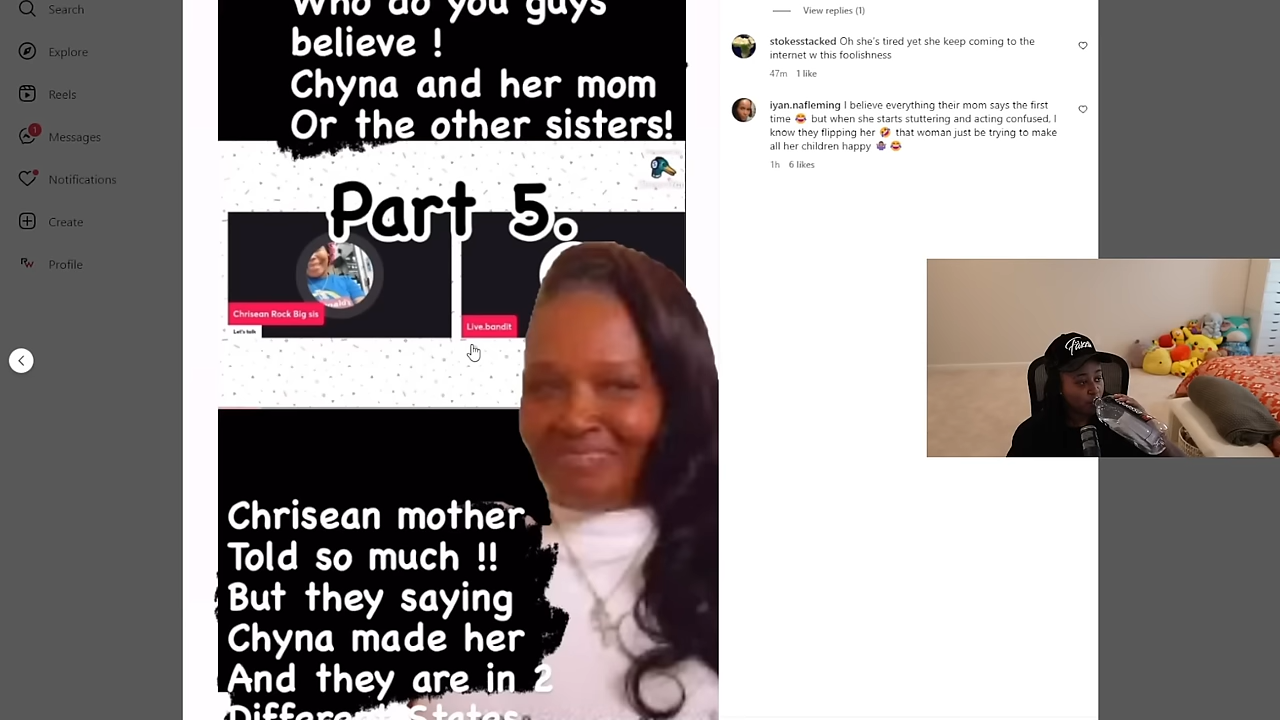 Search
Explore
Reels
1
Messages
Notifications
Create
Profile
Who do you guys
believe !
Chyna and her mom
Or the other sisters!
Part 5.
Chrisean Rock Big sis
Let's talk
Live.bandit
Chrisean mother
Told so much !!
But they saying
Chyna made her
And they are in 2
Different States
View replies (1)
stokesstacked Oh she's tired yet she keep coming to the
internet w this foolishness
47m 1 like
iyan.nafleming I believe everything their mom says the first
time 😂 but when she starts stuttering and acting confused, I
know they flipping her 🤣 that woman just be trying to make
all her children happy 🤷🏾‍♀️ 😂
1h 6 likes